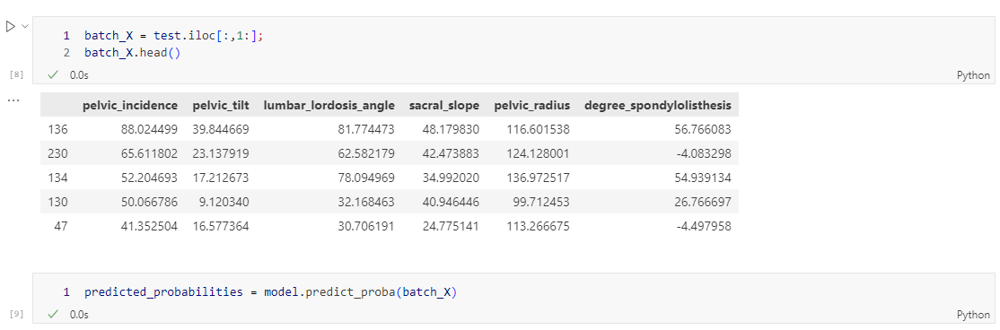 1 batch_X = test.iloc[:,1:];
2 batch_X.head()
[8] 0.0s Python
...
pelvic_incidence pelvic_tilt lumbar_lordosis_angle sacral_slope pelvic_radius degree_spondylolisthesis
136 88.024499 39.844669 81.774473 48.179830 116.601538 56.766083
230 65.611802 23.137919 62.582179 42.473883 124.128001 -4.083298
134 52.204693 17.212673 78.094969 34.992020 136.972517 54.939134
130 50.066786 9.120340 32.168463 40.946446 99.712453 26.766697
47 41.352504 16.577364 30.706191 24.775141 113.266675 -4.497958
1 predicted_probabilities = model.predict_proba(batch_X)
[9] 0.0s Python